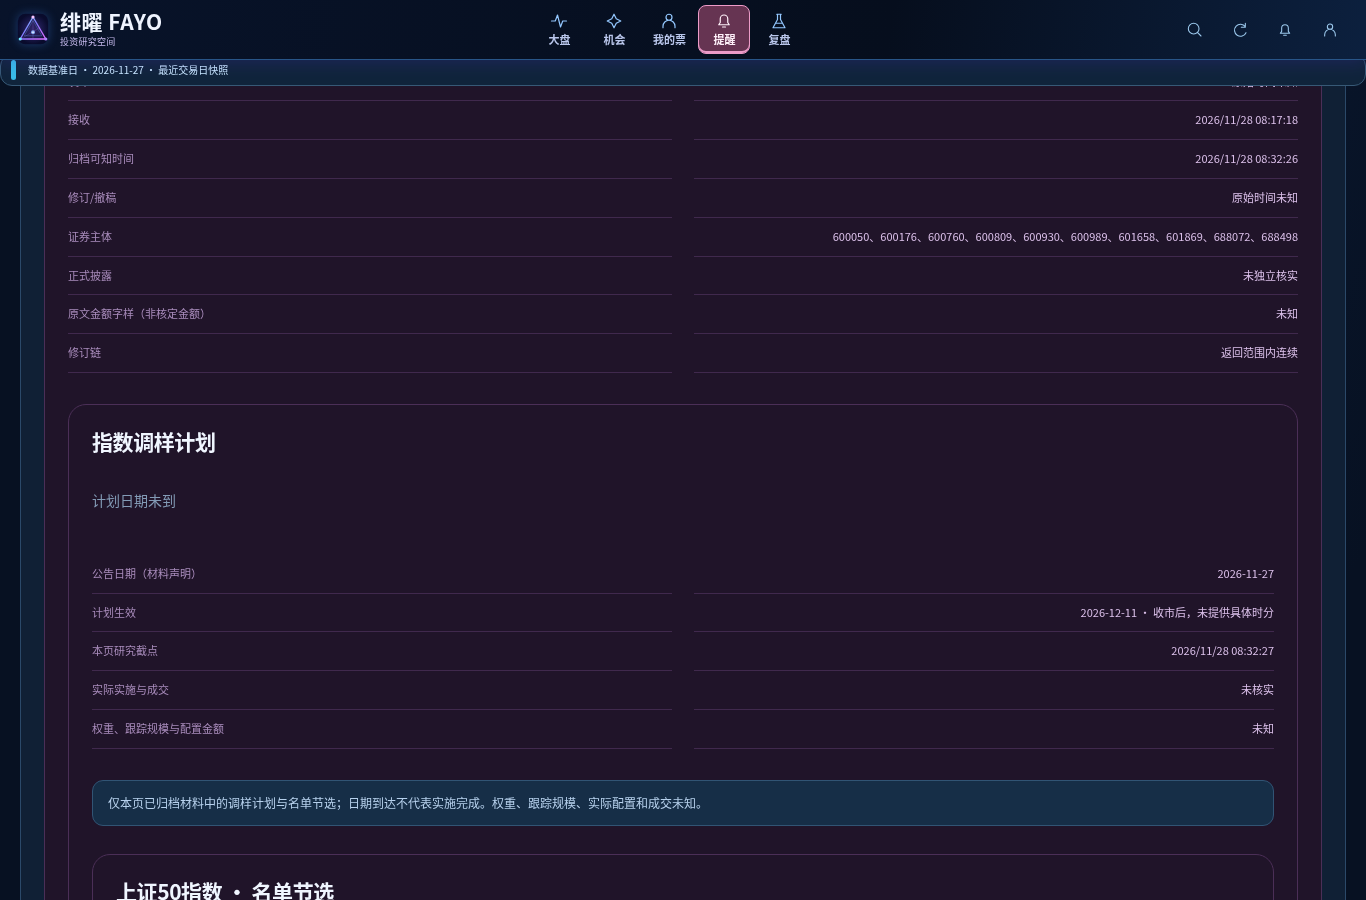 绯曜 FAYO
投资研究空间
大盘
机会
我的票
提醒
复盘
数据基准日 · 2026-11-27 · 最近交易日快照
接收 2026/11/28 08:17:18
归档可知时间 2026/11/28 08:32:26
修订/撤稿 原始时间未知
证券主体 600050、600176、600760、600809、600930、600989、601658、601869、688072、688498
正式披露 未独立核实
原文金额字样（非核定金额） 未知
修订链 返回范围内连续
指数调样计划
计划日期未到
公告日期（材料声明） 2026-11-27
计划生效 2026-12-11 · 收市后，未提供具体时分
本页研究截点 2026/11/28 08:32:27
实际实施与成交 未核实
权重、跟踪规模与配置金额 未知
仅本页已归档材料中的调样计划与名单节选；日期到达不代表实施完成。权重、跟踪规模、实际配置和成交未知。
上证50指数 · 名单节选